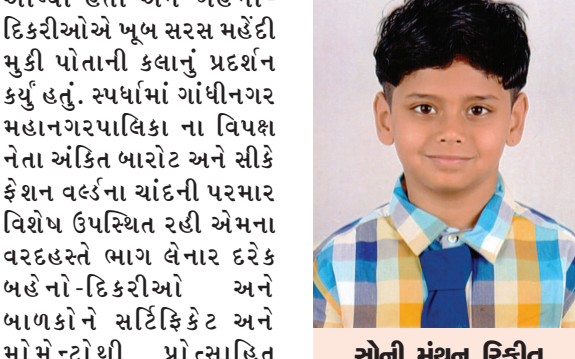 દિકરીઓએ ખૂબ સરસ મહેંદી
મુકી પોતાની કલાનું પ્રદર્શન
કર્યું હતું. સ્પર્ધામાં ગાંધીનગર
મહાનગરપાલિકા ના વિપક્ષ
નેતા અંકિત બારોટ અને સીકે
ફેશન વર્લ્ડના ચાંદની પરમાર
વિશેષ ઉપસ્થિત રહી એમના
વરદહસ્તે ભાગ લેનાર દરેક
બહેનો-દિકરીઓ અને
બાળકોને સર્ટિફિકેટ અને
મોમેન્ટોથી પ્રોત્સાહિત
સોની મંથન